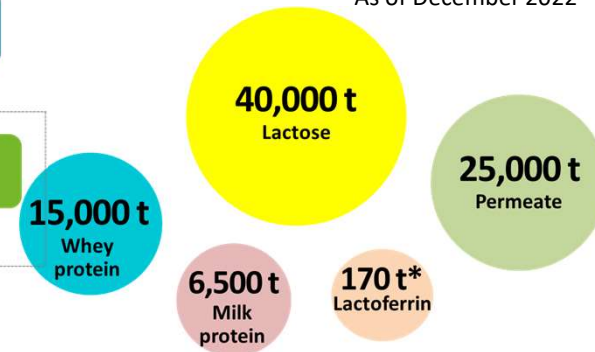 As of December 2022
40,000 t
Lactose
25,000 t
Permeate
15,000 t
Whey
protein
6,500 t
Milk
protein
170 t*
Lactoferrin